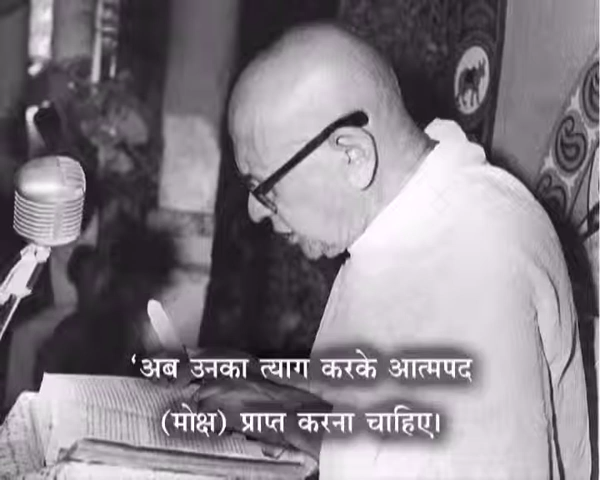 ‘अब उनका त्याग करके आत्मपद
(मोक्ष) प्राप्त करना चाहिए।